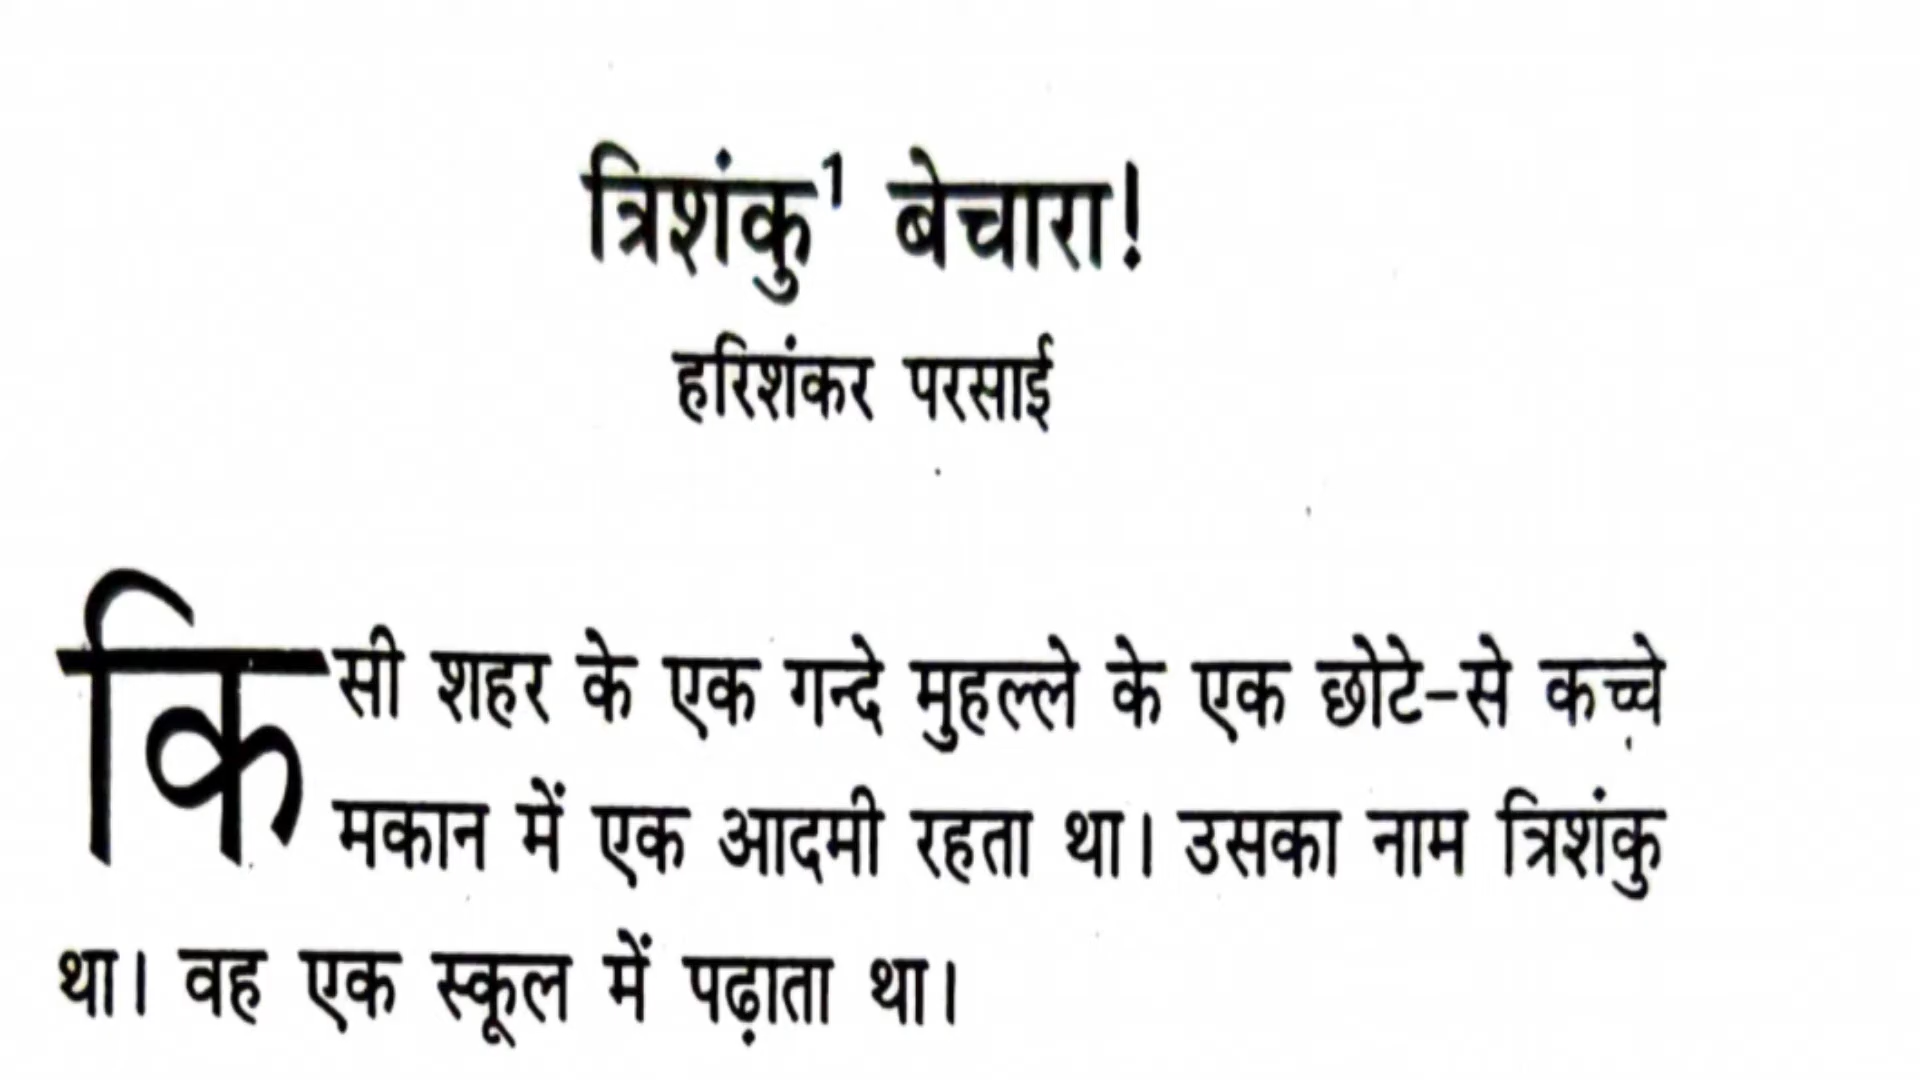 त्रिशंकु¹ बेचारा!
हरिशंकर परसाई
किसी शहर के एक गन्दे मुहल्ले के एक छोटे-से कच्चे
मकान में एक आदमी रहता था। उसका नाम त्रिशंकु
था। वह एक स्कूल में पढ़ाता था।